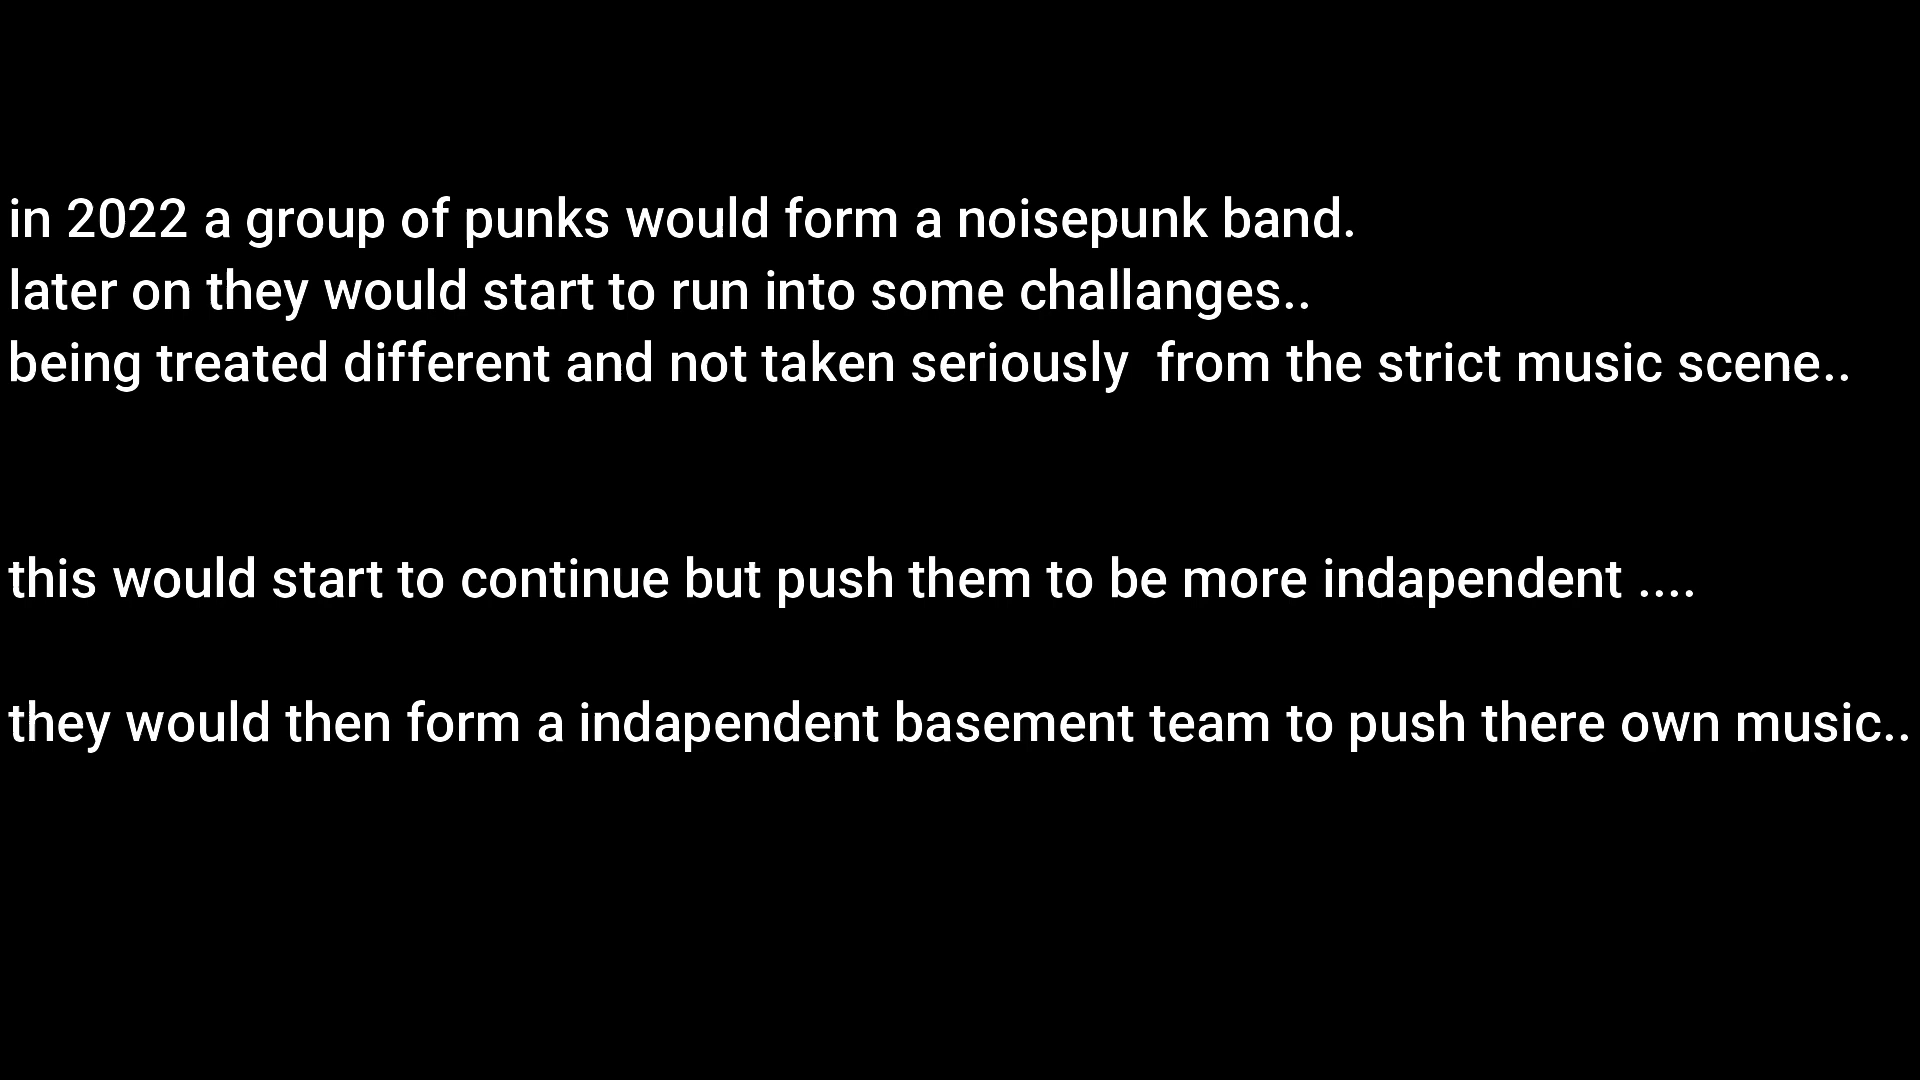 in 2022 a group of punks would form a noisepunk band.
later on they would start to run into some challanges..
being treated different and not taken seriously  from the strict music scene..
this would start to continue but push them to be more indapendent ....
they would then form a indapendent basement team to push there own music..